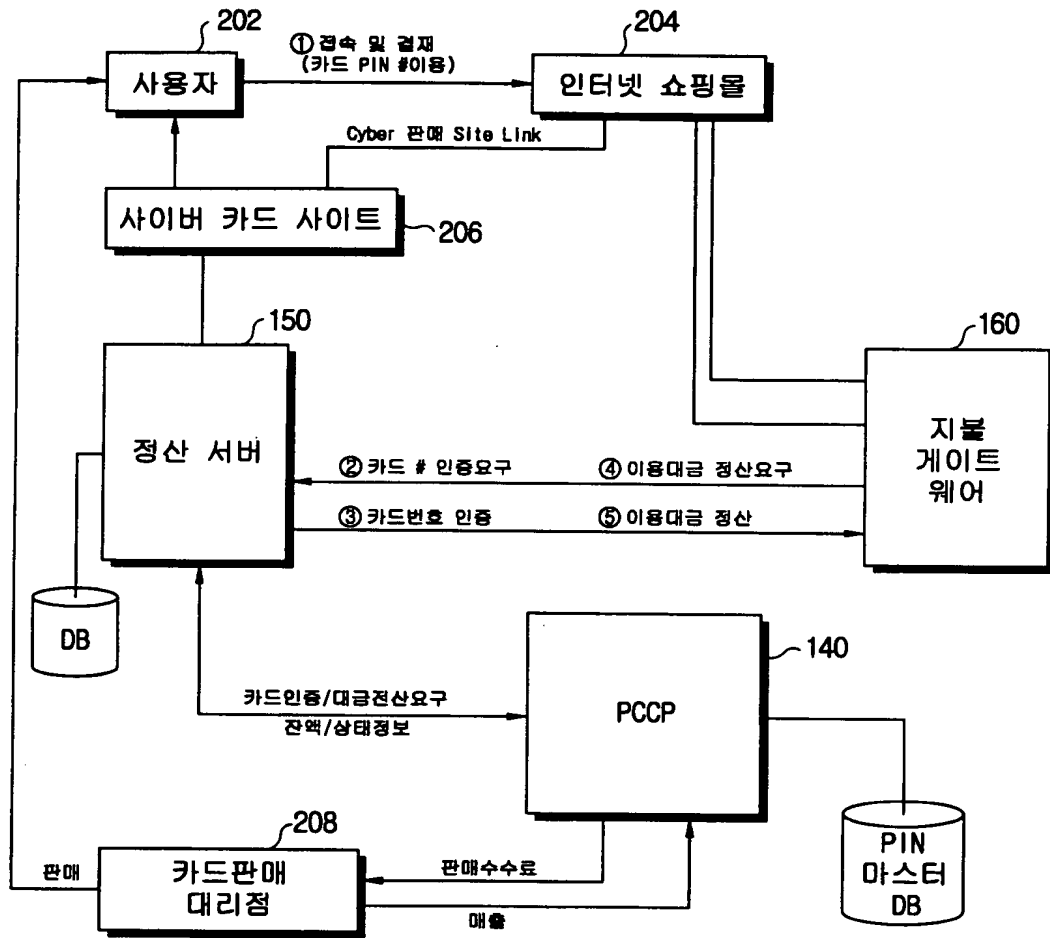 202
① 접속 및 결재
(카드 PIN #이용)
204
사용자
인터넷 쇼핑몰
Cyber 판매 Site Link
사이버 카드 사이트
206
150
160
정산 서버
지불
게이트
웨어
② 카드 # 인증요구
④ 이용대금 정산요구
③ 카드번호 인증
⑤ 이용대금 정산
DB
140
카드인증/대금전산요구
잔액/상태정보
PCCP
208
판매
카드판매
대리점
판매수수료
매출
PIN
마스터
DB